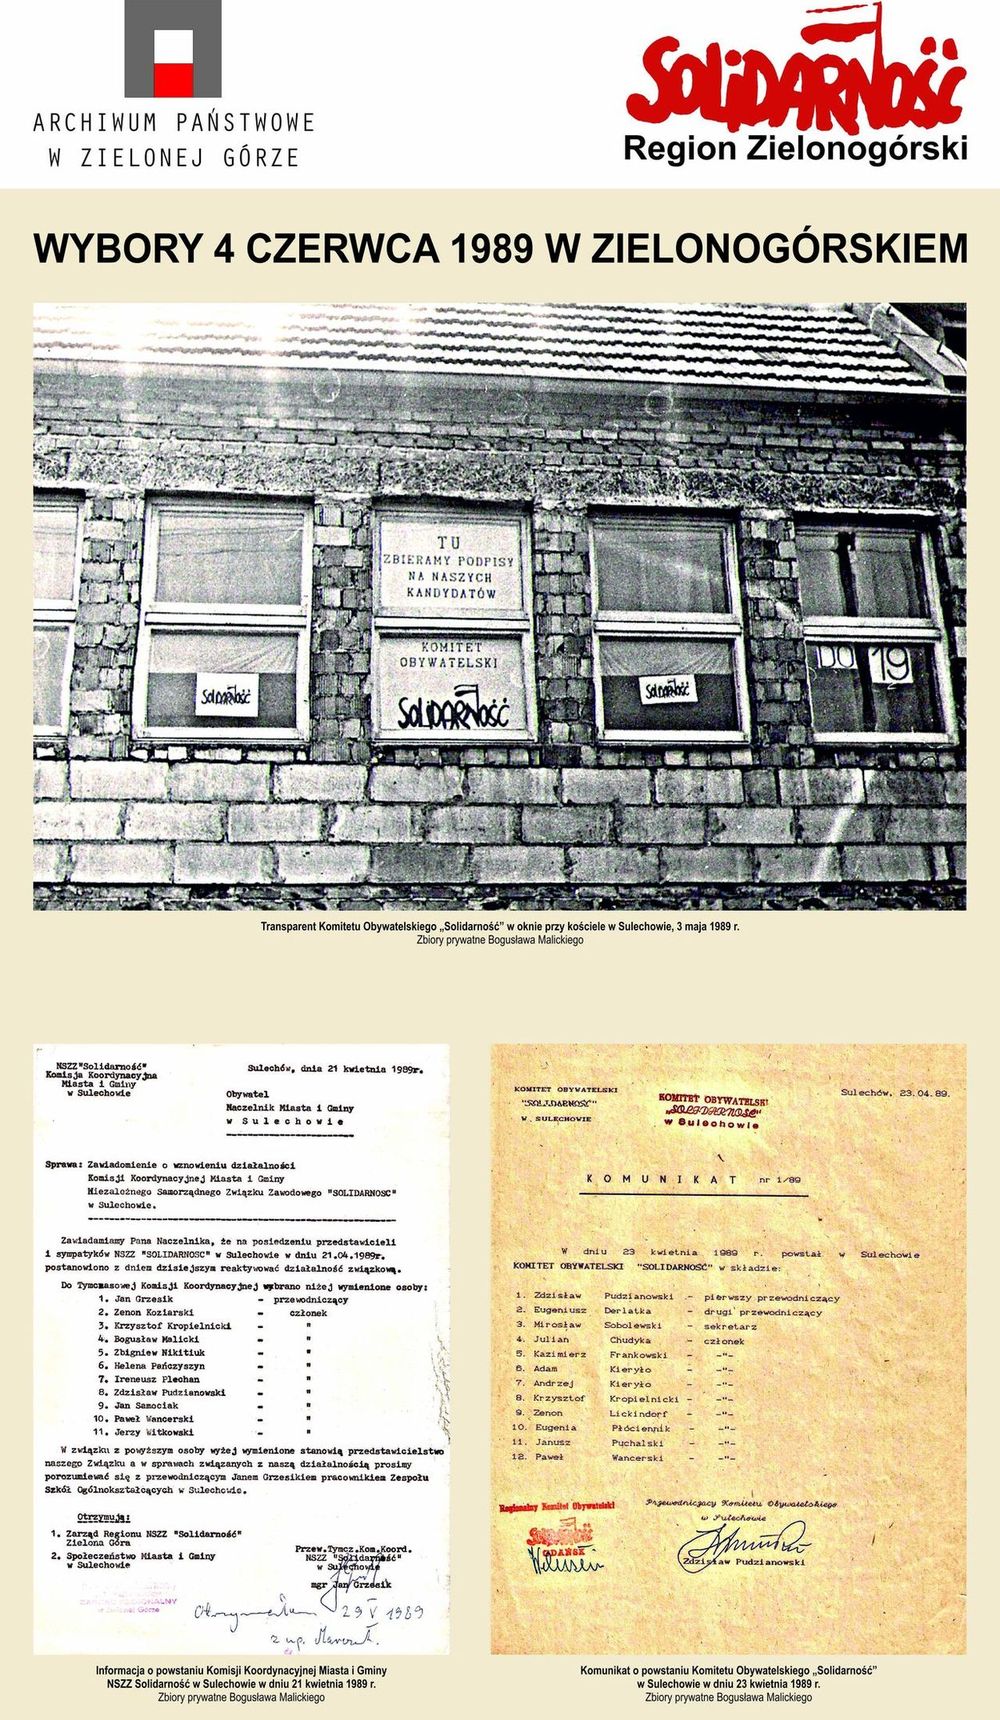 ARCHIWUM PAŃSTWOWE
W ZIELONEJ GÓRZE
SOLIDARNOŚĆ
Region Zielonogórski
WYBORY 4 CZERWCA 1989 W ZIELONOGÓRSKIEM
TU
ZBIERAMY PODPISY
NA NASZYCH
KANDYDATÓW
KOMITET
OBYWATELSKI
SOLIDARNOŚĆ
SOLIDARNOŚĆ
SOLIDARNOŚĆ
DO 19
Transparent Komitetu Obywatelskiego „Solidarność” w oknie przy kościele w Sulechowie, 3 maja 1989 r.
Zbiory prywatne Bogusława Malickiego
NSZZ"Solidarność"
Komisja Koordynacyjna
Miasta i Gminy
w Sulechowie
Sulechów, dnia 21 kwietnia 1989r.
Obywatel
Naczelnik Miasta i Gminy
w Sulechowie
Sprawa: Zawiadomienie o wznowieniu działalności
Komisji Koordynacyjnej Miasta i Gminy
Niezależnego Samorządnego Związku Zawodowego "SOLIDARNOSC"
w Sulechowie.
Zawiadamiamy Pana Naczelnika, że na posiedzeniu przedstawicieli
i sympatyków NSZZ "SOLIDARNOSC" w Sulechowie w dniu 21.04.1989r.
postanowiono z dniem dzisiejszym reaktywować działalność związkową.
Do Tymczasowej Komisji Koordynacyjnej wybrano niżej wymienione osoby:
1. Jan Grzesik - przewodniczący
2. Zenon Koziarski - członek
3. Krzysztof Kropielnicki - "
4. Bogusław Malicki - "
5. Zbigniew Nikitiuk - "
6. Helena Pańczyszyn - "
7. Ireneusz Plechan - "
8. Zdzisław Pudzianowski - "
9. Jan Samociak - "
10. Paweł Wancerski - "
11. Jerzy Witkowski - "
W związku z powyższym osoby wyżej wymienione stanowią przedstawicielstwo
naszego Związku a w sprawach związanych z naszą działalnością prosimy
porozumiewać się z przewodniczącym Janem Grzesikiem pracownikiem Zespołu
Szkół Ogólnokształcących w Sulechowie.
Otrzymują:
1. Zarząd Regionu NSZZ "Solidarność"
Zielona Góra
2. Społeczeństwo Miasta i Gminy
w Sulechowie
Przew.Tymcz.Kom.Koord.
NSZZ "Solidarność"
w Sulechowie
mgr Jan Grzesik
w Zielonej Górze
29 V 1989
z up.
Informacja o powstaniu Komisji Koordynacyjnej Miasta i Gminy
NSZZ Solidarność w Sulechowie w dniu 21 kwietnia 1989 r.
Zbiory prywatne Bogusława Malickiego
KOMITET OBYWATELSKI
"SOLIDARNOŚĆ"
W SULECHOWIE
KOMITET OBYWATELSKI
„SOLIDARNOŚĆ"
w Sulechowie
Sulechów, 23.04.89.
KOMUNIKAT nr 1/89
W dniu 23 kwietnia 1989 r. powstał w Sulechowie
KOMITET OBYWATELSKI "SOLIDARNOŚĆ" w składzie:
1. Zdzisław Pudzianowski - pierwszy przewodniczący
2. Eugeniusz Derlatka - drugi przewodniczący
3. Mirosław Sobolewski - sekretarz
4. Julian Chudyka - członek
5. Kazimierz Frankowski - -"-
6. Adam Kieryło - -"-
7. Andrzej Kieryło - -"-
8. Krzysztof Kropielnicki - -"-
9. Zenon Lickindorf - -"-
10. Eugenia Płóciennik - -"-
11. Janusz Puchalski - -"-
12. Paweł Wancerski - -"-
Regionalny Komitet Obywatelski
SOLIDARNOŚĆ
GDAŃSK
Przewodniczący Komitetu Obywatelskiego
w Sulechowie
Zdzisław Pudzianowski
Komunikat o powstaniu Komitetu Obywatelskiego „Solidarność”
w Sulechowie w dniu 23 kwietnia 1989 r.
Zbiory prywatne Bogusława Malickiego